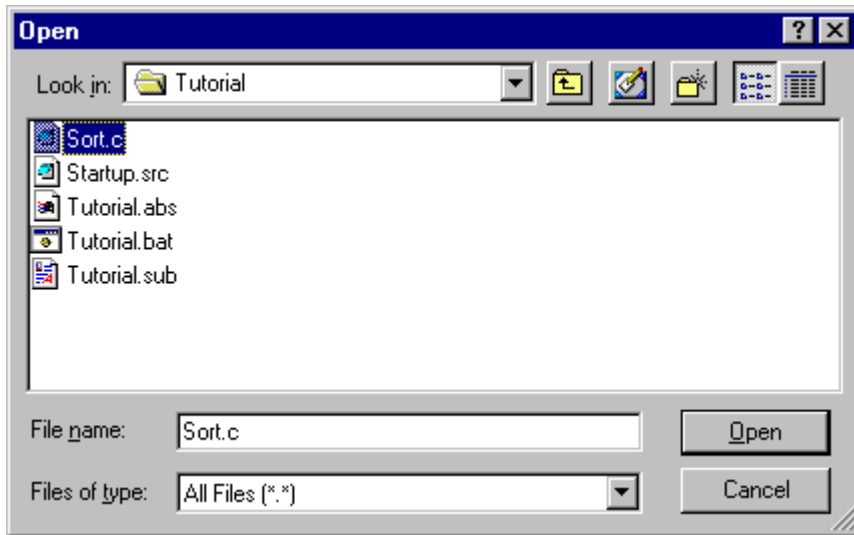 Open
Look in: Tutorial
Sort.c
Startup.src
Tutorial.abs
Tutorial.bat
Tutorial.sub
File name: Sort.c Open
Files of type: All Files (*.*) Cancel